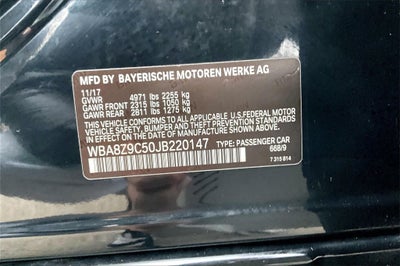 MFD BY BAYERISCHE MOTOREN WERKE AG
11/17
GVWR 4971 lbs 2255 kg
GAWR FRONT 2315 lbs 1050 kg
GAWR REAR 2811 lbs 1275 kg
THIS VEHICLE CONFORMS TO ALL APPLICABLE U.S.FEDERAL MOTOR
VEHICLE SAFETY, BUMPER, AND THEFT PREVENTION STANDARDS IN
EFFECT ON THE DATE OF MANUFACTURE SHOWN ABOVE.
WBA8Z9C50JB220147 TYPE: PASSENGER CAR
668/9
7 315 814